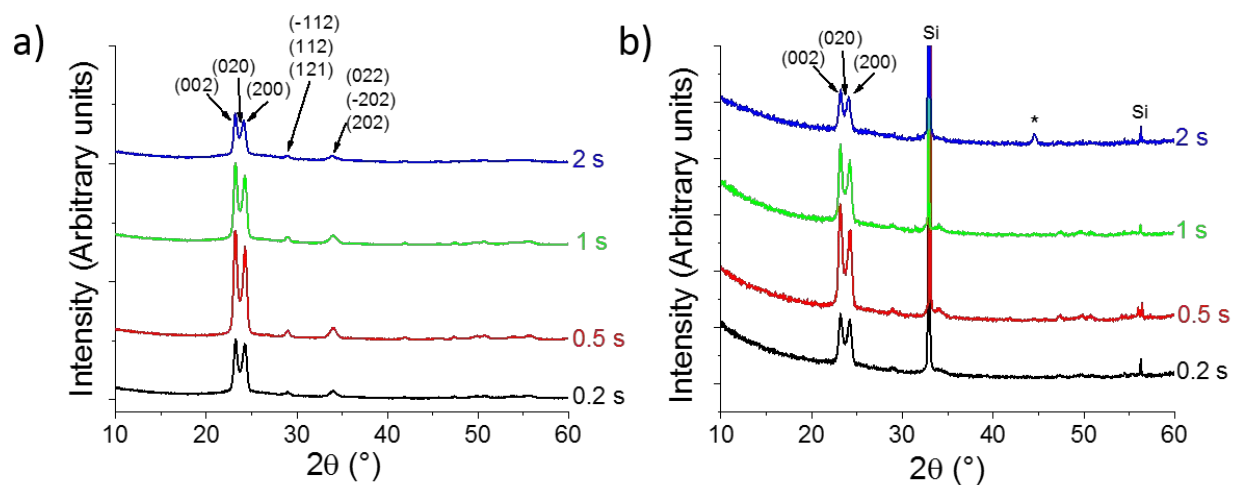 a)
Intensity (Arbitrary units)
(-112)
(112)
(121)
(020)
(002)
(200)
(022)
(-202)
(202)
2 s
1 s
0.5 s
0.2 s
10 20 30 40 50 60
2θ (°)
b)
Intensity (Arbitrary units)
Si
(020)
(002)
(200)
*
Si
2 s
1 s
0.5 s
0.2 s
10 20 30 40 50 60
2θ (°)